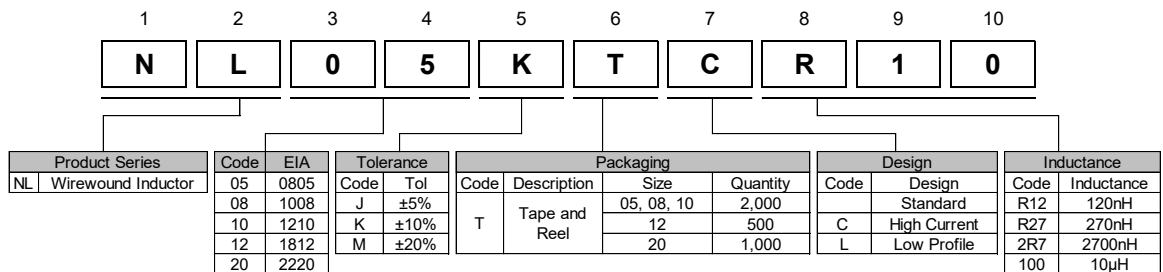 1 2 3 4 5 6 7 8 9 10
N L 0 5 K T C R 1 0
Product Series Code EIA Tolerance Packaging Design Inductance
NL Wirewound Inductor 05 0805 Code Tol Code Description Size Quantity Code Design Code Inductance
08 1008 J ±5% T Tape and Reel 05, 08, 10 2,000 Standard R12 120nH
10 1210 K ±10% 12 500 C High Current R27 270nH
12 1812 M ±20% 20 1,000 L Low Profile 2R7 2700nH
20 2220 100 10µH